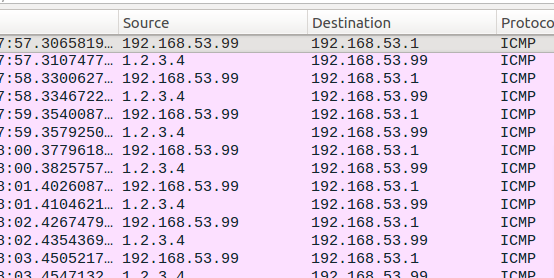 Source Destination Protoco
7:57.3065819… 192.168.53.99 192.168.53.1 ICMP
7:57.3107477… 1.2.3.4 192.168.53.99 ICMP
7:58.3300627… 192.168.53.99 192.168.53.1 ICMP
7:58.3346722… 1.2.3.4 192.168.53.99 ICMP
7:59.3540087… 192.168.53.99 192.168.53.1 ICMP
7:59.3579250… 1.2.3.4 192.168.53.99 ICMP
8:00.3779618… 192.168.53.99 192.168.53.1 ICMP
8:00.3825757… 1.2.3.4 192.168.53.99 ICMP
8:01.4026087… 192.168.53.99 192.168.53.1 ICMP
8:01.4104621… 1.2.3.4 192.168.53.99 ICMP
8:02.4267479… 192.168.53.99 192.168.53.1 ICMP
8:02.4354369… 1.2.3.4 192.168.53.99 ICMP
8:03.4505217… 192.168.53.99 192.168.53.1 ICMP
8:03.4547132… 1.2.3.4 192.168.53.99 ICMP